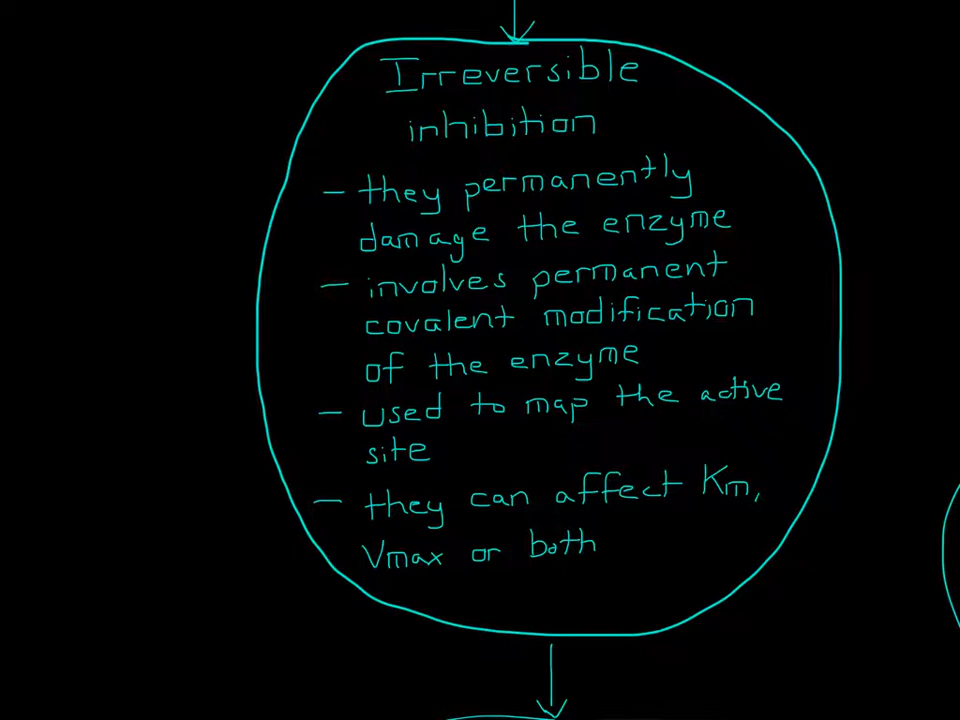 Irreversible
inhibition
- they permanently
damage the enzyme
- involves permanent
covalent modification
of the enzyme
- used to map the active
site
- they can affect Km,
Vmax or both